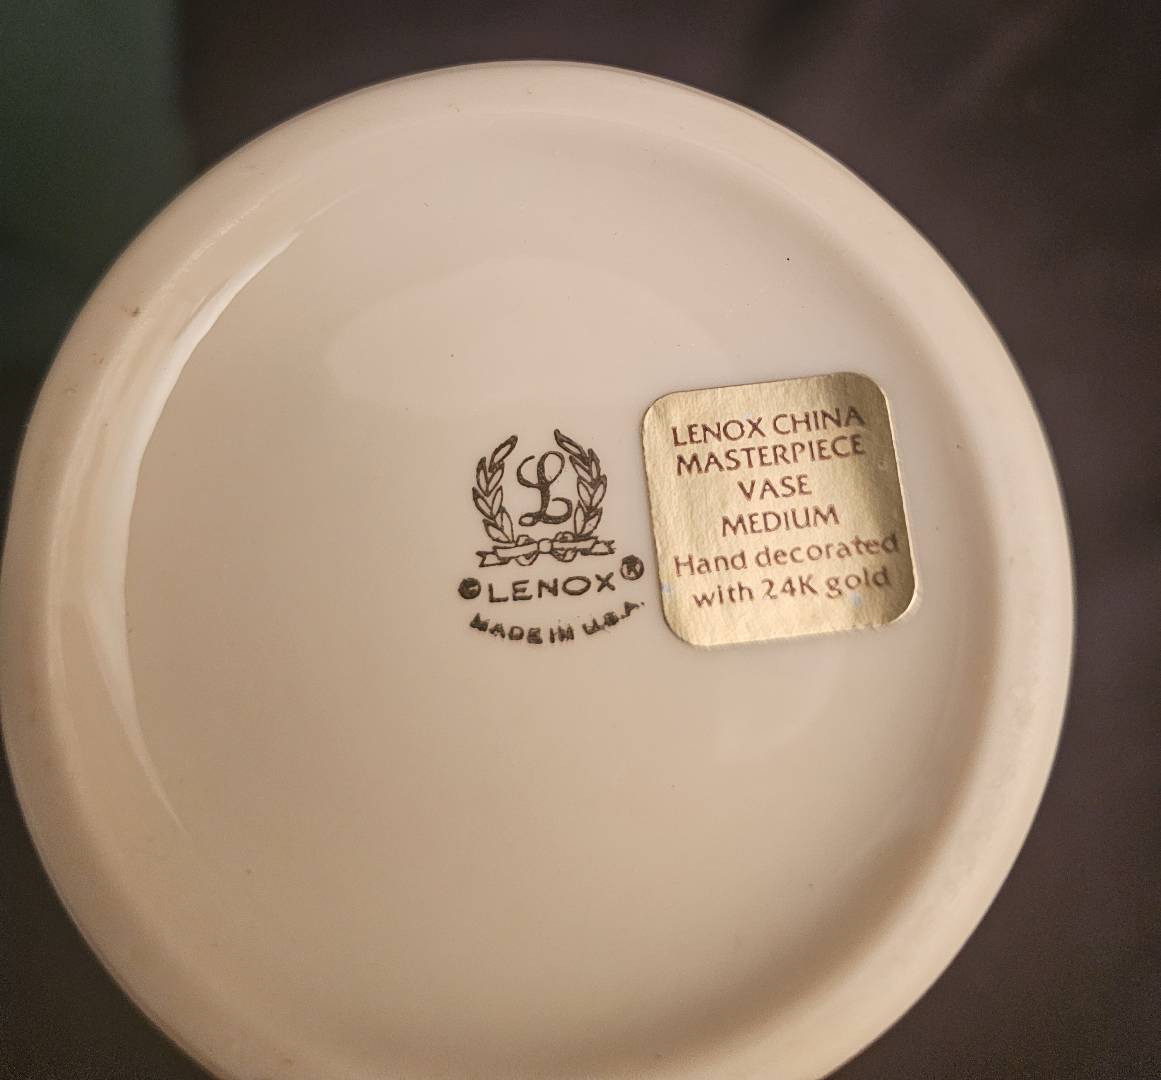 L
©LENOX®
MADE IN U.S.A.
LENOX CHINA
MASTERPIECE
VASE
MEDIUM
Hand decorated
with 24K gold